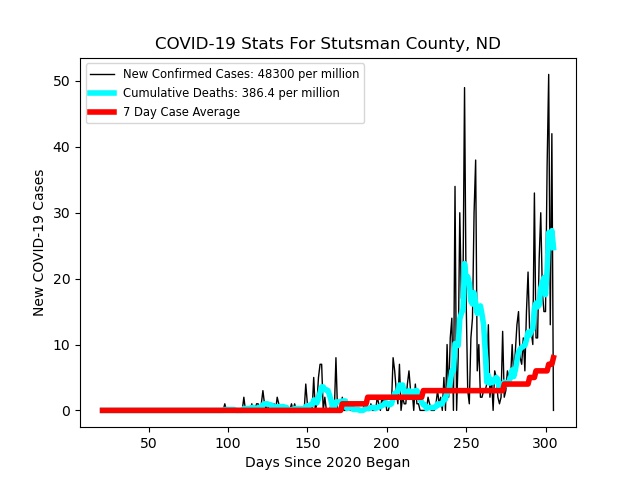 COVID-19 Stats For Stutsman County, ND
New Confirmed Cases: 48300 per million
Cumulative Deaths: 386.4 per million
7 Day Case Average
New COVID-19 Cases
50
40
30
20
10
0
50 100 150 200 250 300
Days Since 2020 Began